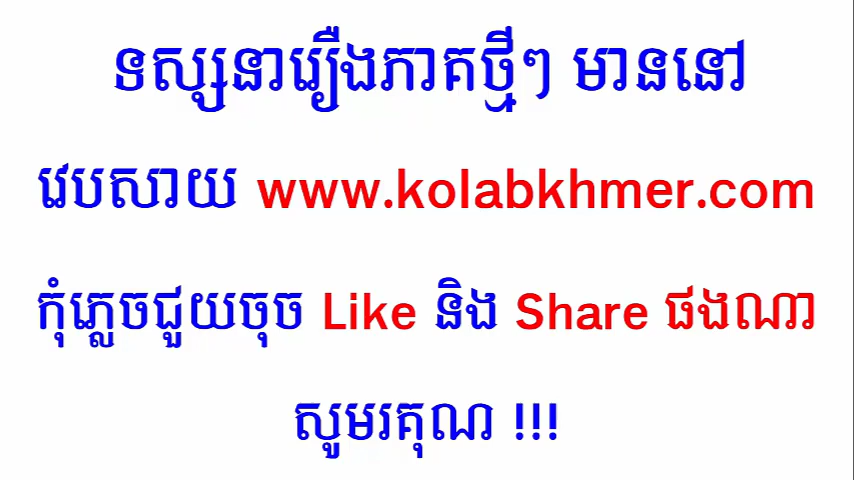 ទស្សនារឿងភាគថ្មីៗ មាននៅ
វេបសាយ www.kolabkhmer.com
កុំភ្លេចជួយចុច Like និង Share ផងណា
សូមរគុណ !!!